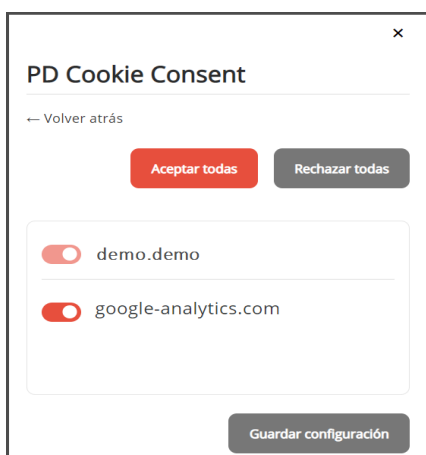 ×
PD Cookie Consent
← Volver atrás
Aceptar todas Rechazar todas
demo.demo
google-analytics.com
Guardar configuración